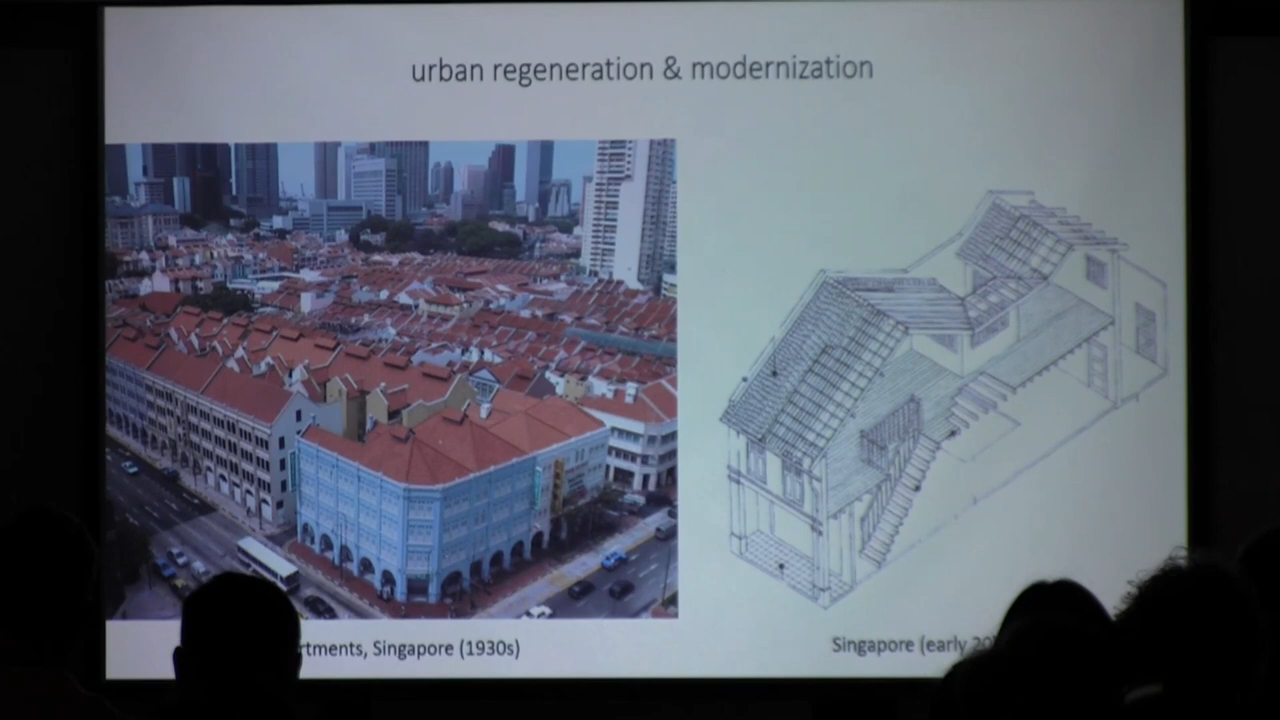 urban regeneration & modernization
rtments, Singapore (1930s)
Singapore (early 20